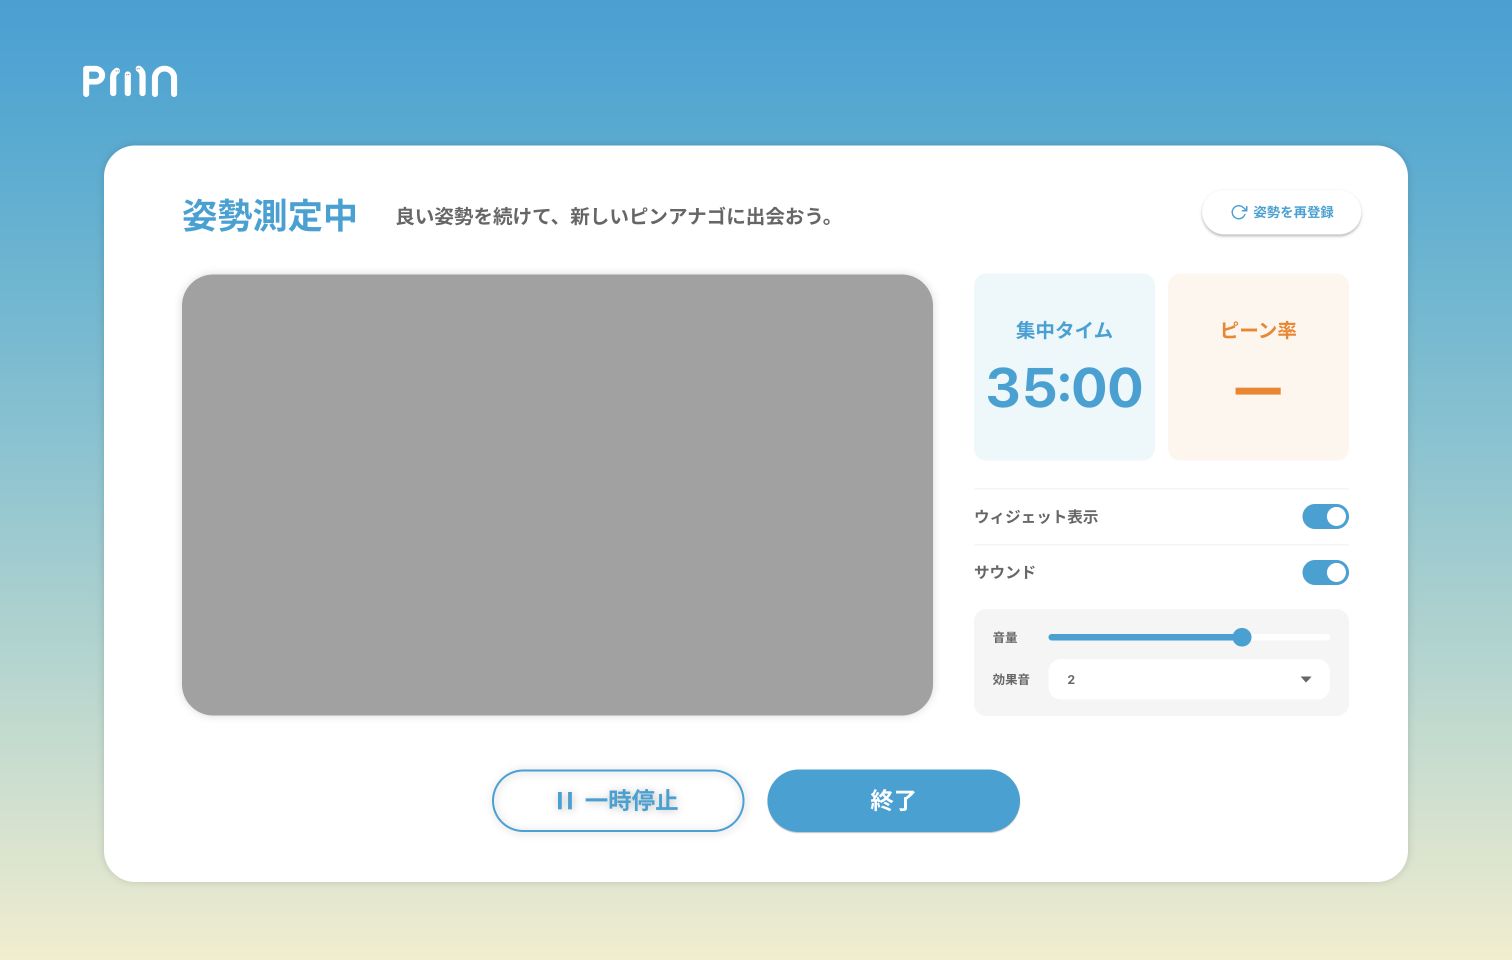 姿勢測定中
良い姿勢を続けて、新しいピンアナゴに出会おう。
姿勢を再登録
集中タイム
35:00
ピーン率
ー
ウィジェット表示
サウンド
音量
効果音
2
一時停止
終了